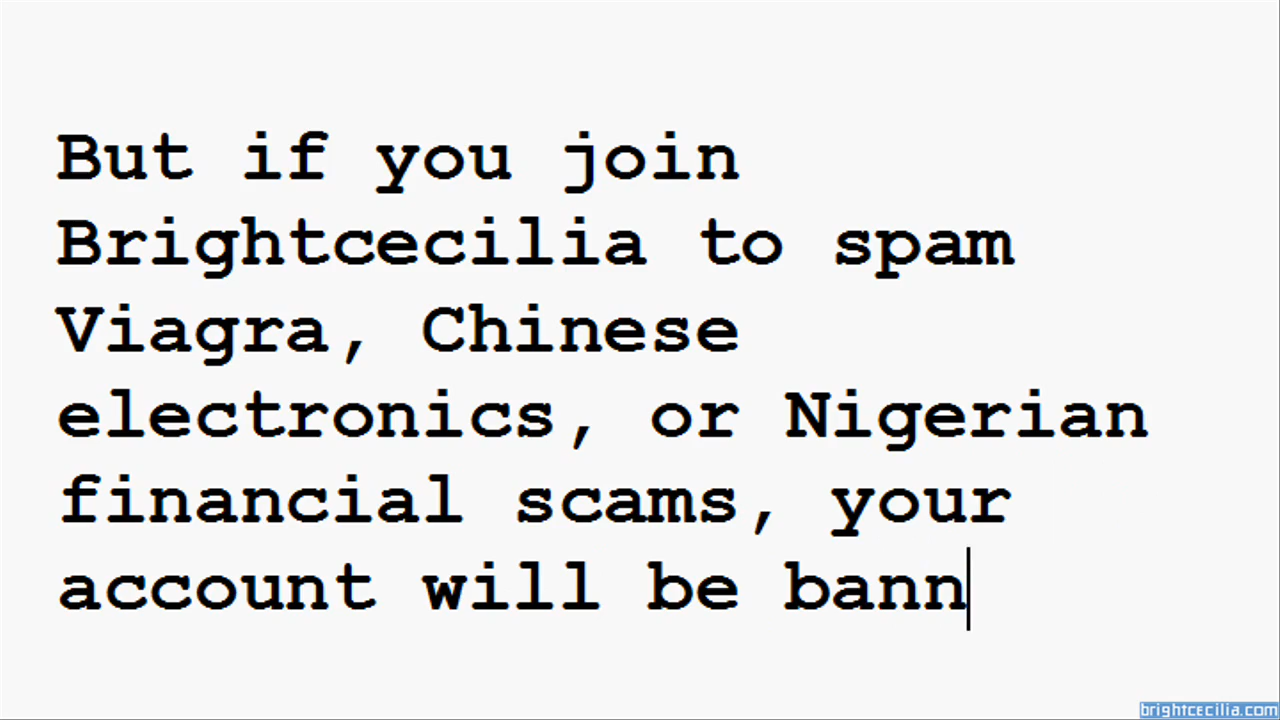 But if you join
Brightcecilia to spam
Viagra, Chinese
electronics, or Nigerian
financial scams, your
account will be bann
brightcecilia.com